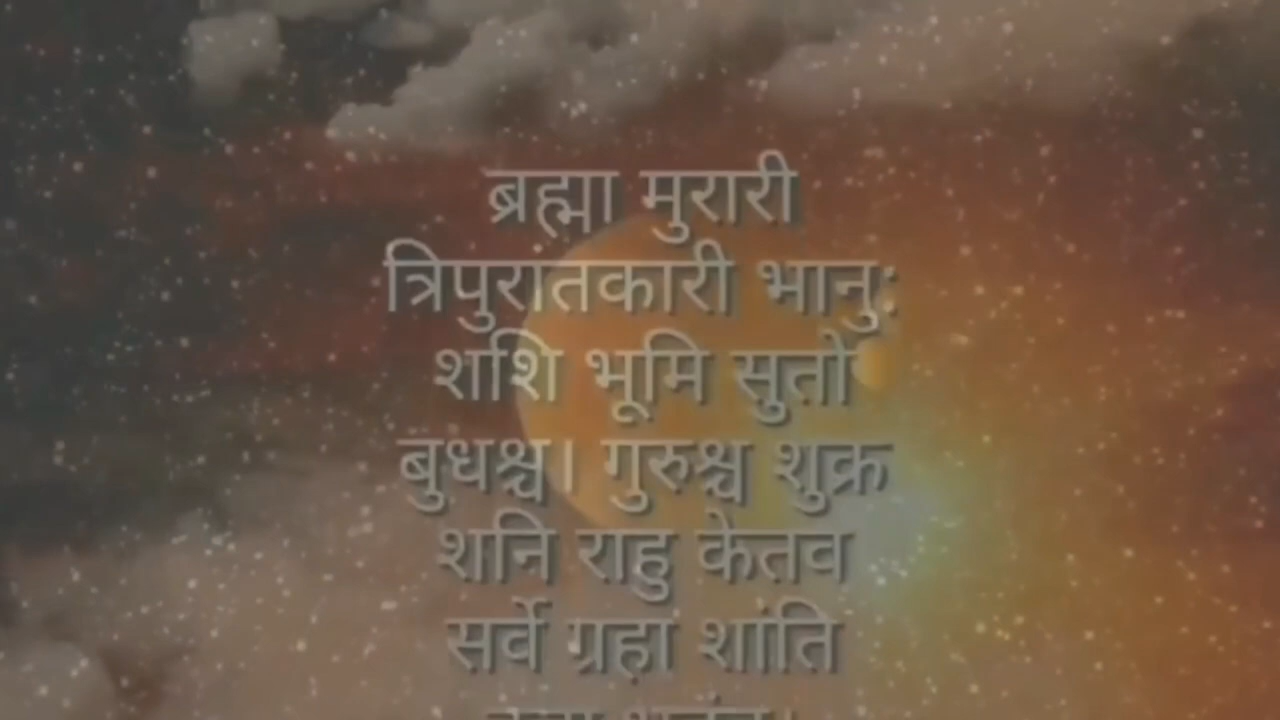 ब्रह्मा मुरारी
त्रिपुरातकारी भानु:
शशि भूमि सुतो
बुधश्च। गुरुश्च शुक्र
शनि राहु केतव
सर्वे ग्रहा शांति